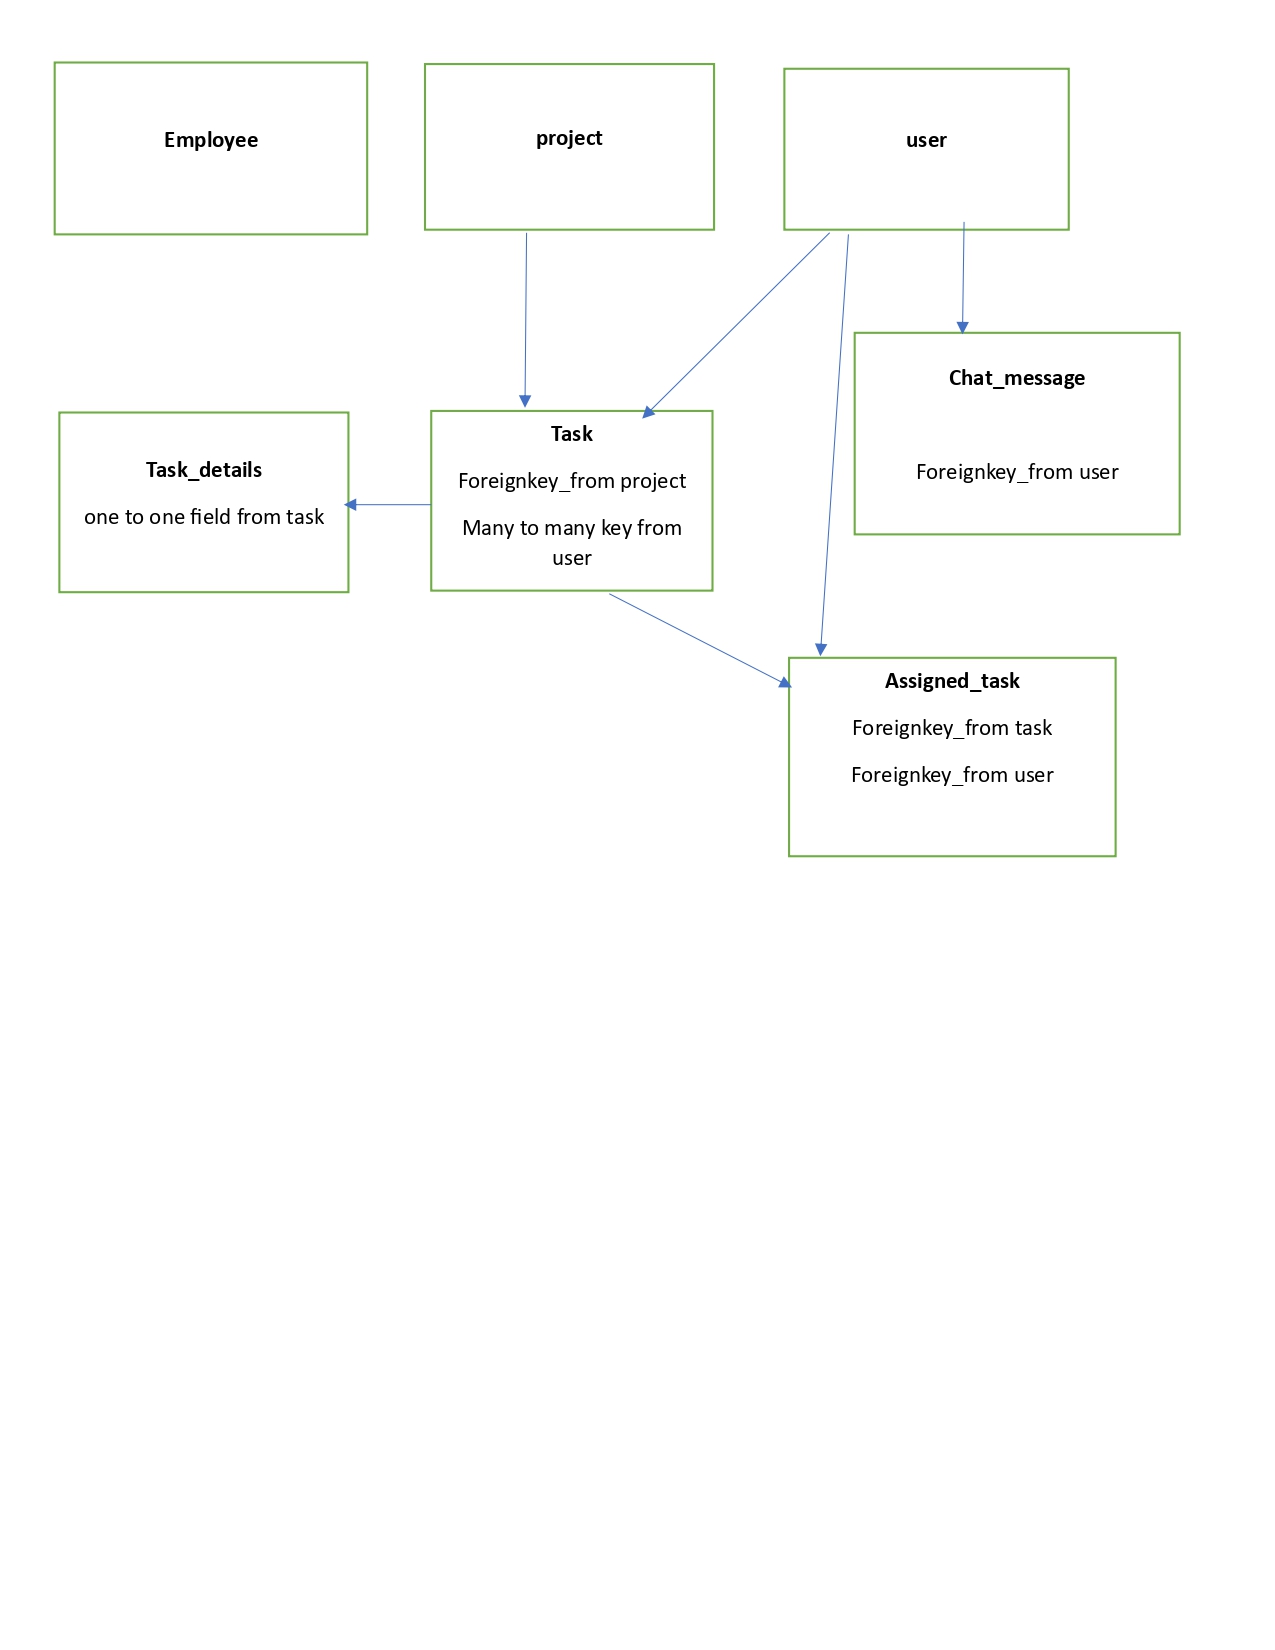 Employee
project
user
Chat_message
Foreignkey_from user
Task_details
one to one field from task
Task
Foreignkey_from project
Many to many key from
user
Assigned_task
Foreignkey_from task
Foreignkey_from user